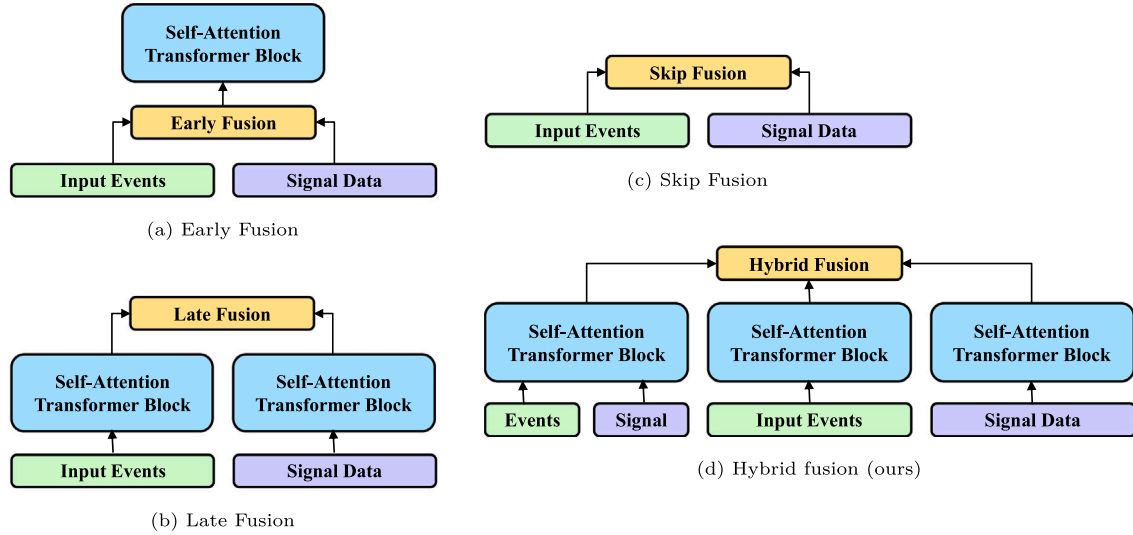 Self-Attention
Transformer Block
Early Fusion
Input Events
Signal Data
(a) Early Fusion
Late Fusion
Self-Attention
Transformer Block
Self-Attention
Transformer Block
Input Events
Signal Data
(b) Late Fusion
Skip Fusion
Input Events
Signal Data
(c) Skip Fusion
Hybrid Fusion
Self-Attention
Transformer Block
Self-Attention
Transformer Block
Self-Attention
Transformer Block
Events
Signal
Input Events
Signal Data
(d) Hybrid fusion (ours)